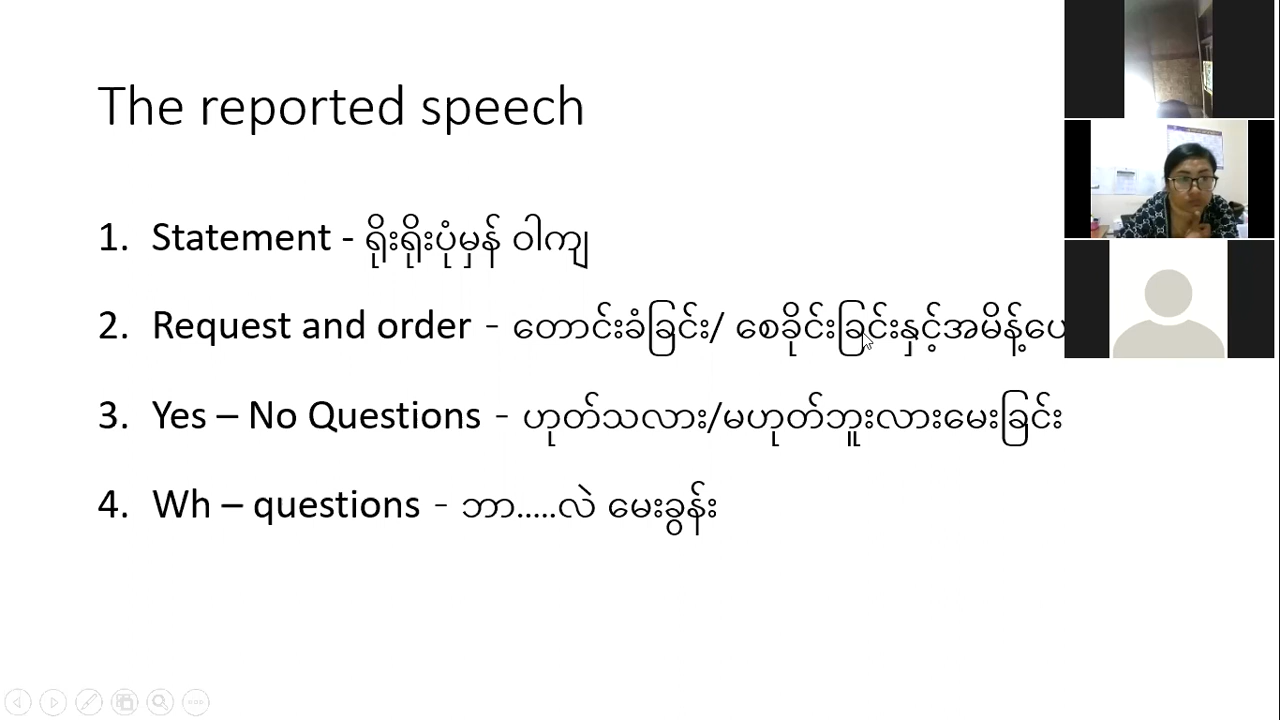 The reported speech
1. Statement - ရိုးရိုးပုံမှန် ဝါကျ
2. Request and order - တောင်းခံခြင်း/ စေခိုင်းခြင်းနှင့်အမိန့်ပေ
3. Yes – No Questions - ဟုတ်သလား/မဟုတ်ဘူးလားမေးခြင်း
4. Wh – questions - ဘာ.....လဲ မေးခွန်း